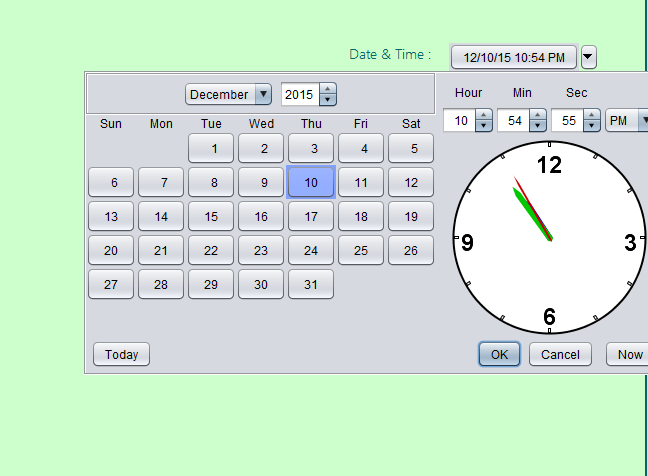 Date & Time : 12/10/15 10:54 PM
December 2015
Hour Min Sec
10 54 55 PM
Sun Mon Tue Wed Thu Fri Sat
1 2 3 4 5
6 7 8 9 10 11 12
13 14 15 16 17 18 19
20 21 22 23 24 25 26
27 28 29 30 31
12
9 3
6
Today
OK Cancel Now